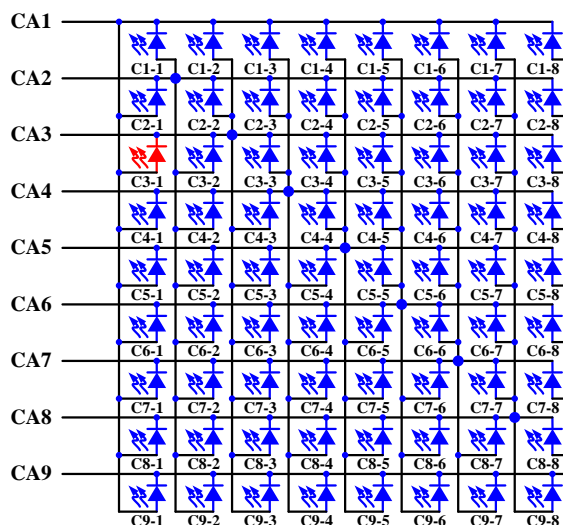 CA1
C1-1 C1-2 C1-3 C1-4 C1-5 C1-6 C1-7 C1-8
CA2
C2-1 C2-2 C2-3 C2-4 C2-5 C2-6 C2-7 C2-8
CA3
C3-1 C3-2 C3-3 C3-4 C3-5 C3-6 C3-7 C3-8
CA4
C4-1 C4-2 C4-3 C4-4 C4-5 C4-6 C4-7 C4-8
CA5
C5-1 C5-2 C5-3 C5-4 C5-5 C5-6 C5-7 C5-8
CA6
C6-1 C6-2 C6-3 C6-4 C6-5 C6-6 C6-7 C6-8
CA7
C7-1 C7-2 C7-3 C7-4 C7-5 C7-6 C7-7 C7-8
CA8
C8-1 C8-2 C8-3 C8-4 C8-5 C8-6 C8-7 C8-8
CA9
C9-1 C9-2 C9-3 C9-4 C9-5 C9-6 C9-7 C9-8